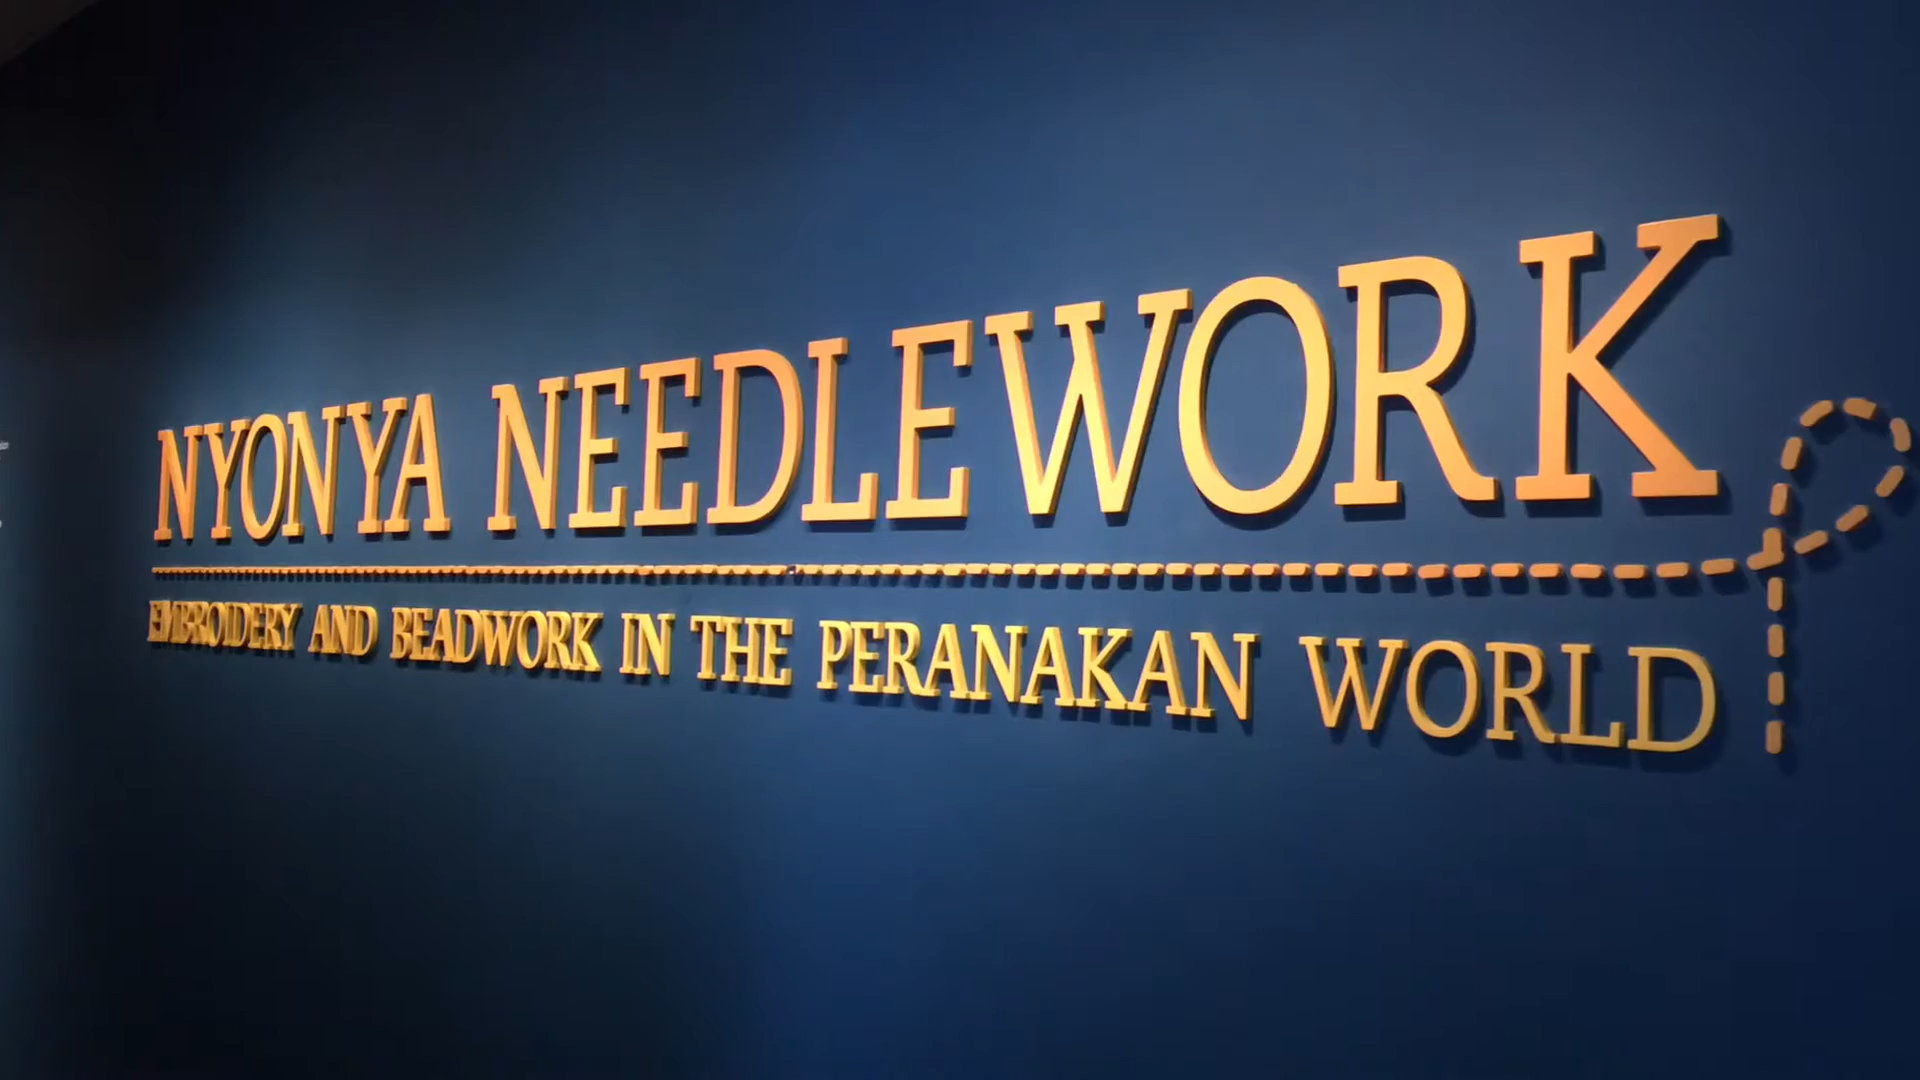 NYONYA NEEDLEWORK
EMBROIDERY AND BEADWORK IN THE PERANAKAN WORLD